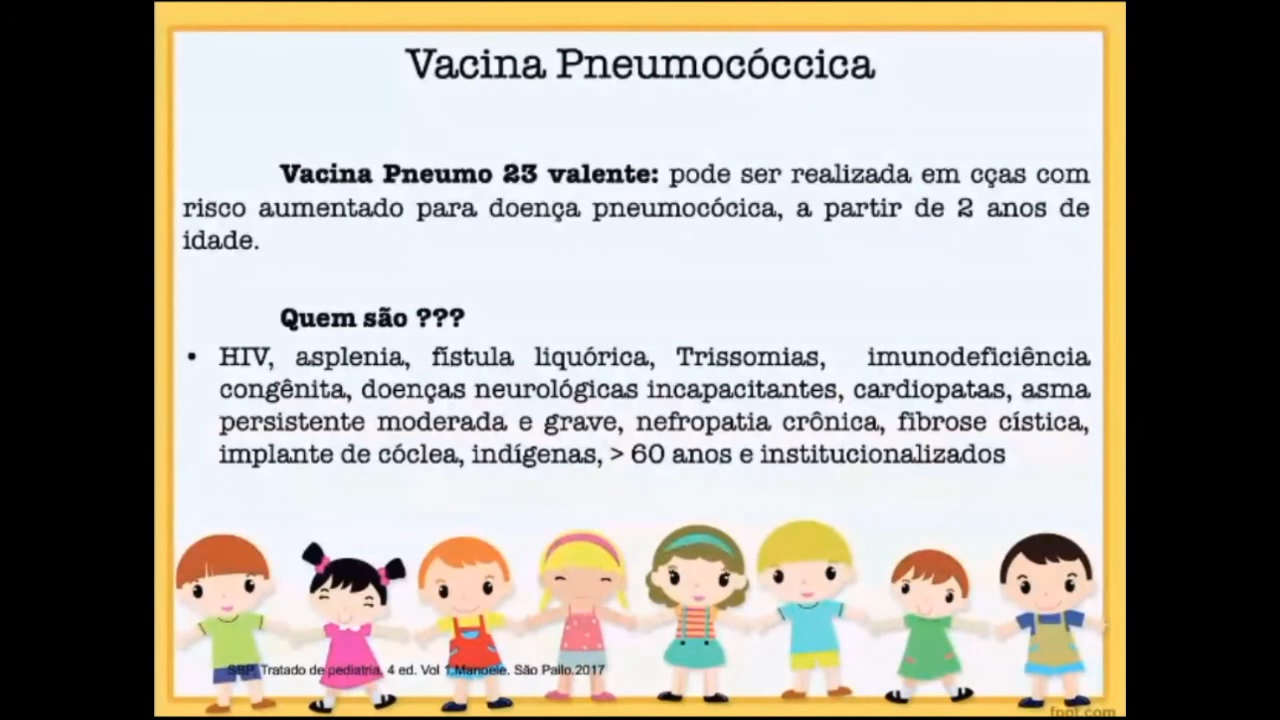 Vacina Pneumocóccica
Vacina Pneumo 23 valente: pode ser realizada em cças com
risco aumentado para doença pneumocócica, a partir de 2 anos de
idade.
Quem são ???
• HIV, asplenia, fístula liquórica, Trissomias, imunodeficiência
congênita, doenças neurológicas incapacitantes, cardiopatas, asma
persistente moderada e grave, nefropatia crônica, fibrose cística,
implante de cóclea, indígenas, > 60 anos e institucionalizados
SBP. Tratado de pediatria, 4 ed. Vol 1.Manoele. São Pailo.2017
fppt.com